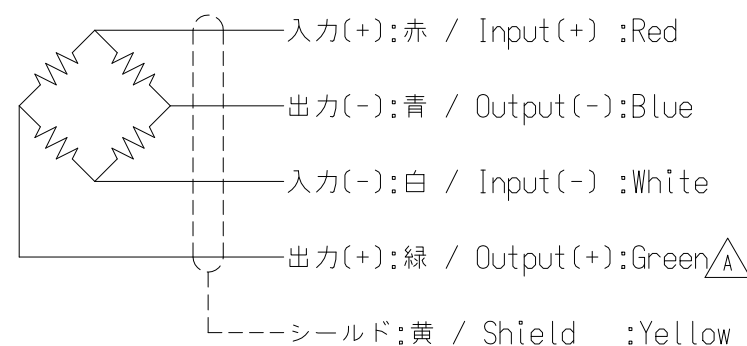 入力(+):赤 / Input(+) :Red
出力(-):青 / Output(-):Blue
入力(-):白 / Input(-) :White
出力(+):緑 / Output(+):Green A
シールド:黄 / Shield :Yellow